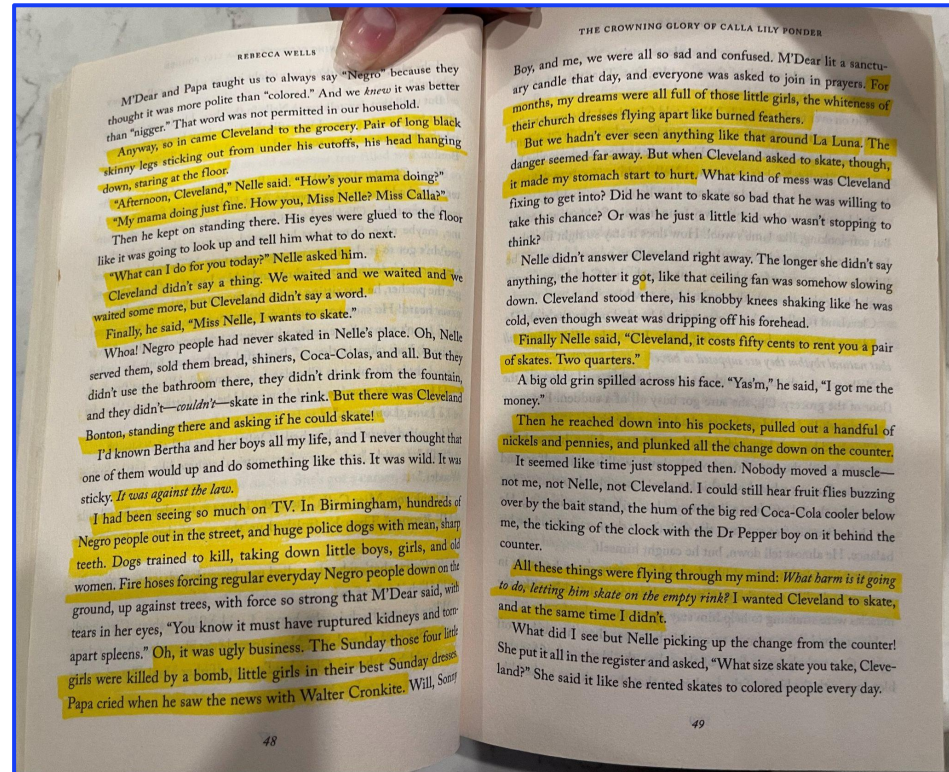 REBECCA WELLS
M'Dear and Papa taught us to always say "Negro" because they
thought it was more polite than "colored." And we knew it was better
than "nigger." That word was not permitted in our household.
Anyway, so in came Cleveland to the grocery. Pair of long black
skinny legs sticking out from under his cutoffs, his head hanging
down, staring at the floor.
"Afternoon, Cleveland," Nelle said. "How's your mama doing?"
"My mama doing just fine. How you, Miss Nelle? Miss Calla?"
Then he kept on standing there. His eyes were glued to the floor
like it was going to look up and tell him what to do next.
"What can I do for you today?" Nelle asked him.
Cleveland didn't say a thing. We waited and we waited and we
waited some more, but Cleveland didn't say a word.
Finally, he said, "Miss Nelle, I wants to skate."
Whoa! Negro people had never skated in Nelle's place. Oh, Nelle
served them, sold them bread, shiners, Coca-Colas, and all. But they
didn't use the bathroom there, they didn't drink from the fountain,
and they didn't—couldn't—skate in the rink. But there was Cleveland
Bonton, standing there and asking if he could skate!
I'd known Bertha and her boys all my life, and I never thought that
one of them would up and do something like this. It was wild. It was
sticky. It was against the law.
I had been seeing so much on TV. In Birmingham, hundreds of
Negro people out in the street, and huge police dogs with mean, sharp
teeth. Dogs trained to kill, taking down little boys, girls, and old
women. Fire hoses forcing regular everyday Negro people down on the
ground, up against trees, with force so strong that M'Dear said, with
tears in her eyes, "You know it must have ruptured kidneys and torn-
apart spleens." Oh, it was ugly business. The Sunday those four little
girls were killed by a bomb, little girls in their best Sunday dresses,
Papa cried when he saw the news with Walter Cronkite. Will, Sonny
48
THE CROWNING GLORY OF CALLA LILY PONDER
Boy, and me, we were all so sad and confused. M'Dear lit a sanctu-
ary candle that day, and everyone was asked to join in prayers. For
months, my dreams were all full of those little girls, the whiteness of
their church dresses flying apart like burned feathers.
But we hadn't ever seen anything like that around La Luna. The
danger seemed far away. But when Cleveland asked to skate, though,
it made my stomach start to hurt. What kind of mess was Cleveland
fixing to get into? Did he want to skate so bad that he was willing to
take this chance? Or was he just a little kid who wasn't stopping to
think?
Nelle didn't answer Cleveland right away. The longer she didn't say
anything, the hotter it got, like that ceiling fan was somehow slowing
down. Cleveland stood there, his knobby knees shaking like he was
cold, even though sweat was dripping off his forehead.
Finally Nelle said, "Cleveland, it costs fifty cents to rent you a pair
of skates. Two quarters."
A big old grin spilled across his face. "Yas'm," he said, "I got me the
money."
Then he reached down into his pockets, pulled out a handful of
nickels and pennies, and plunked all the change down on the counter.
It seemed like time just stopped then. Nobody moved a muscle—
not me, not Nelle, not Cleveland. I could still hear fruit flies buzzing
over by the bait stand, the hum of the big red Coca-Cola cooler below
me, the ticking of the clock with the Dr Pepper boy on it behind the
counter.
All these things were flying through my mind: What harm is it going
to do, letting him skate on the empty rink? I wanted Cleveland to skate,
and at the same time I didn't.
What did I see but Nelle picking up the change from the counter!
She put it all in the register and asked, "What size skate you take, Cleve-
land?" She said it like she rented skates to colored people every day.
49